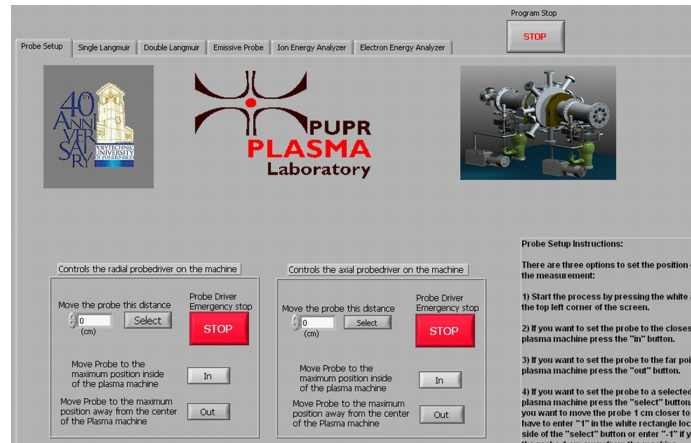 Program Stop
STOP
Probe Setup
Single Langmuir
Double Langmuir
Emissive Probe
Ion Energy Analyzer
Electron Energy Analyzer
40
ANNI
VER
SARY
POLYTECHNIC
UNIVERSITY
OF PUERTO RICO
PUPR
PLASMA
Laboratory
Controls the radial probedriver on the machine
Move the probe this distance
0
(cm)
Select
Probe Driver
Emergency stop
STOP
Move Probe to the
maximum position inside
of the plasma machine
In
Move Probe to the maximum
position away from the center
of the Plasma machine
Out
Controls the axial probedriver on the machine
Move the probe this distance
0
(cm)
Select
Probe Driver
Emergency stop
STOP
Move Probe to the
maximum position inside
of the plasma machine
In
Move Probe to the maximum
position away from the center
of the Plasma machine
Out
Probe Setup Instructions:
There are three options to set the position
the measurement:
1) Start the process by pressing the white
the top left corner of the screen.
2) If you want to set the probe to the closes
plasma machine press the "in" button.
3) If you want to set the probe to the far poi
plasma machine press the "out" button.
4) If you want to set the probe to a selected
plasma machine press the "select" button.
you want to move the probe 1 cm closer to
have to enter "1" in the white rectangle loc
side of the "select" button or enter "-1" if y